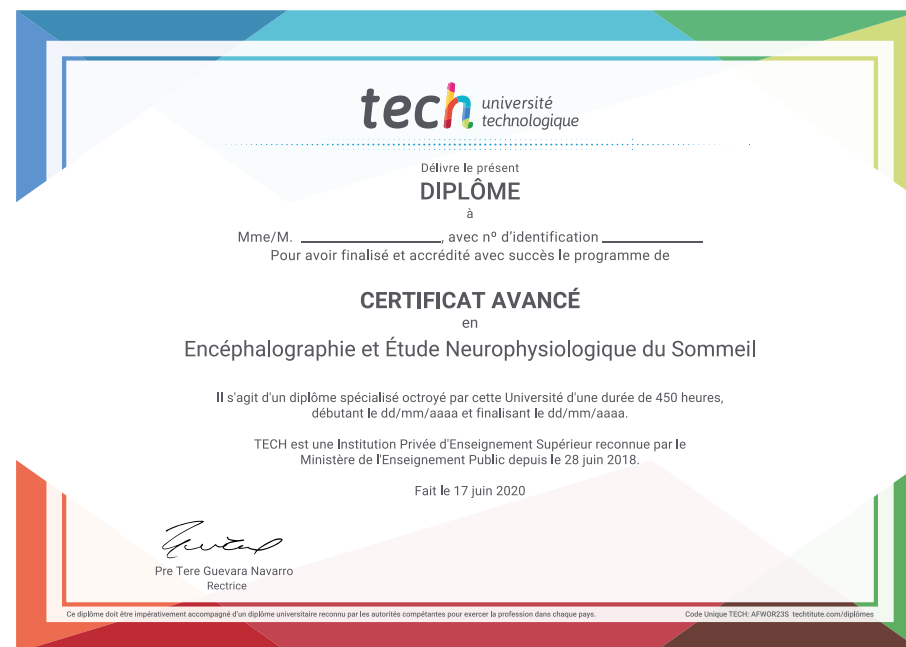 tech université
technologique
Délivre le présent
DIPLÔME
à
Mme/M. ____________________, avec nº d'identification ______________
Pour avoir finalisé et accrédité avec succès le programme de
CERTIFICAT AVANCÉ
en
Encéphalographie et Étude Neurophysiologique du Sommeil
Il s'agit d'un diplôme spécialisé octroyé par cette Université d'une durée de 450 heures,
débutant le dd/mm/aaaa et finalisant le dd/mm/aaaa.
TECH est une Institution Privée d'Enseignement Supérieur reconnue par le
Ministère de l'Enseignement Public depuis le 28 juin 2018.
Fait le 17 juin 2020
Pre Tere Guevara Navarro
Rectrice
Ce diplôme doit être impérativement accompagné d'un diplôme universitaire reconnu par les autorités compétantes pour exercer la profession dans chaque pays.
Code Unique TECH: AFWOR23S techtitute.com/diplômes